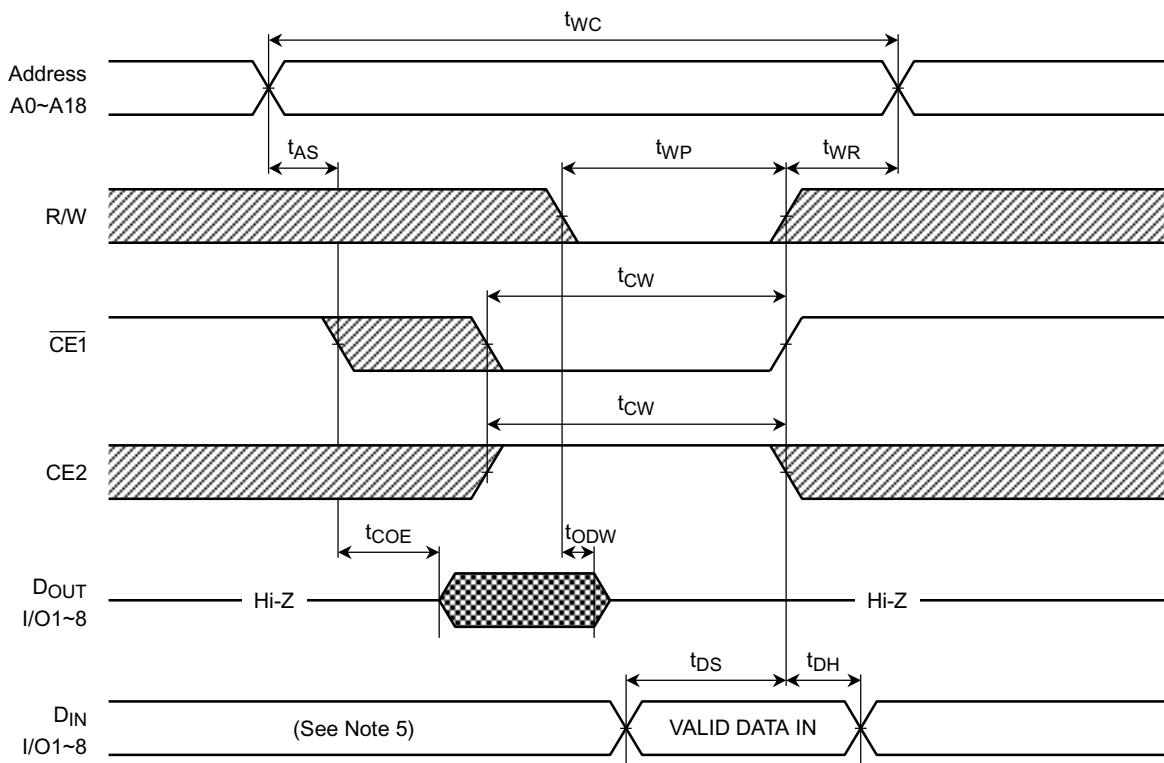 tWC
Address
A0~A18
tAS
tWP
tWR
R/W
tCW
CE1
tCW
CE2
tCOE
tODW
DOUT
I/O1~8
Hi-Z
Hi-Z
tDS
tDH
DIN
I/O1~8
(See Note 5)
VALID DATA IN